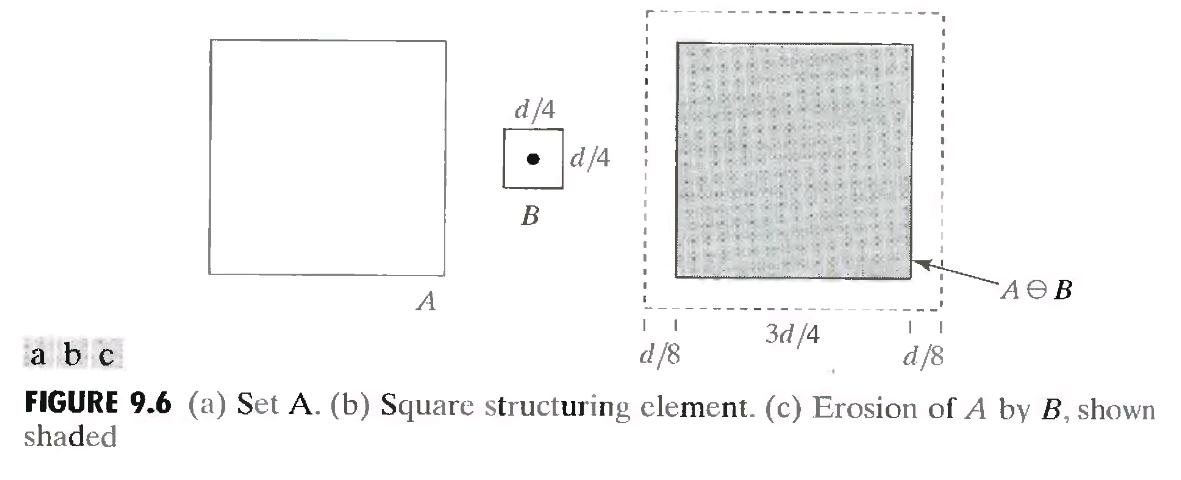 d/4
d/4
B
A
A ⊖ B
3d/4
d/8
d/8
a b c
FIGURE 9.6 (a) Set A. (b) Square structuring element. (c) Erosion of A by B, shown
shaded